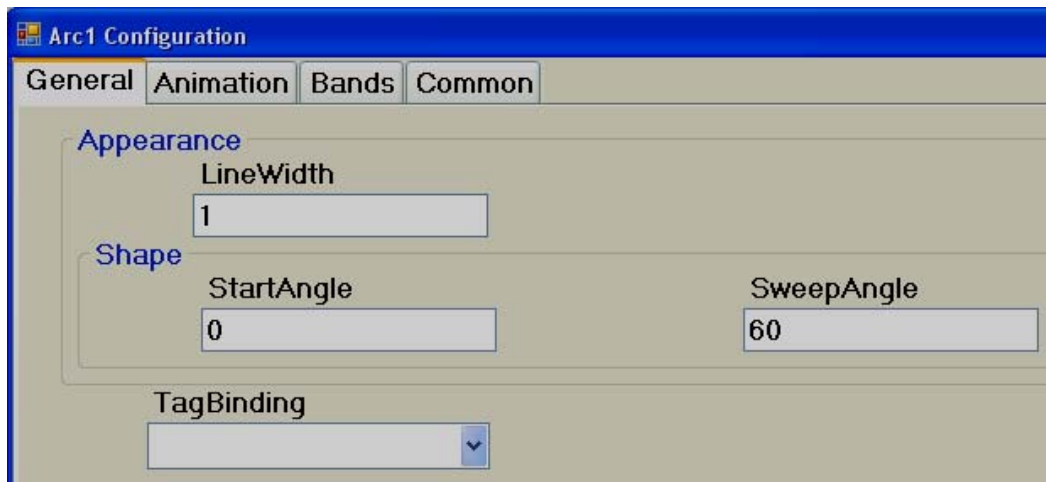 Arc1 Configuration
General Animation Bands Common
Appearance
LineWidth
1
Shape
StartAngle SweepAngle
0 60
TagBinding